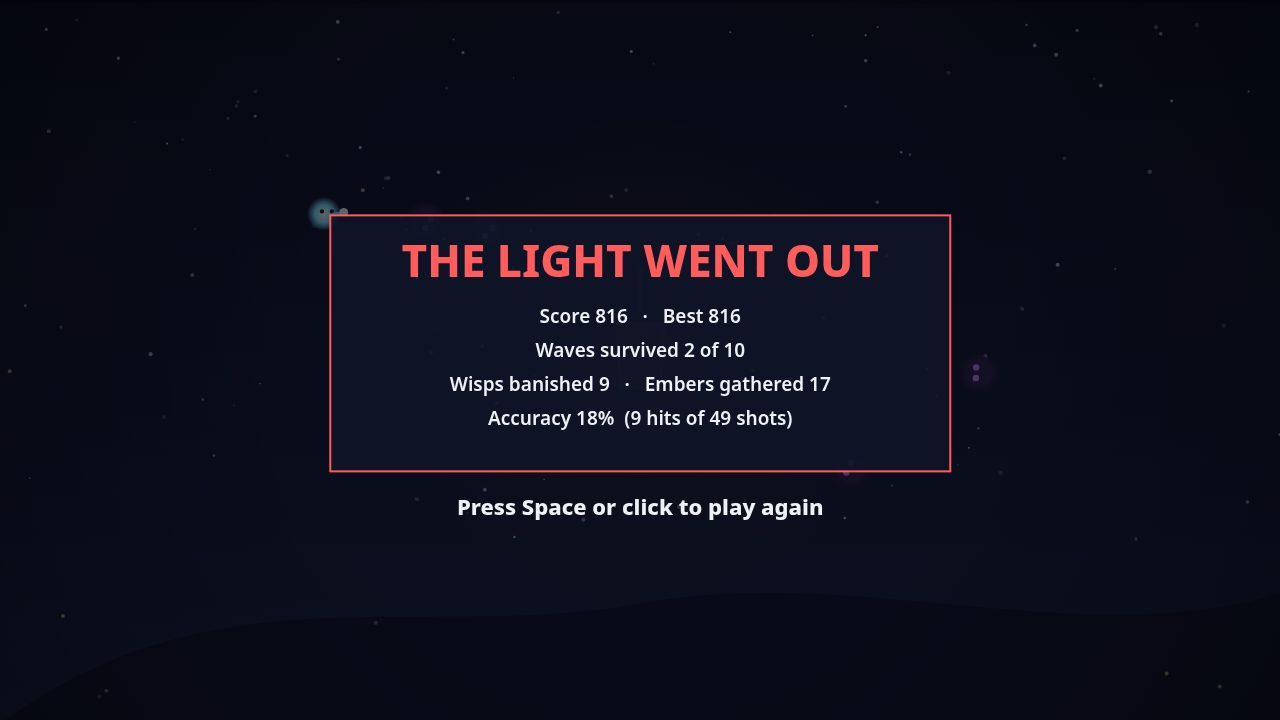 THE LIGHT WENT OUT
Score 816 · Best 816
Waves survived 2 of 10
Wisps banished 9 · Embers gathered 17
Accuracy 18% (9 hits of 49 shots)
Press Space or click to play again